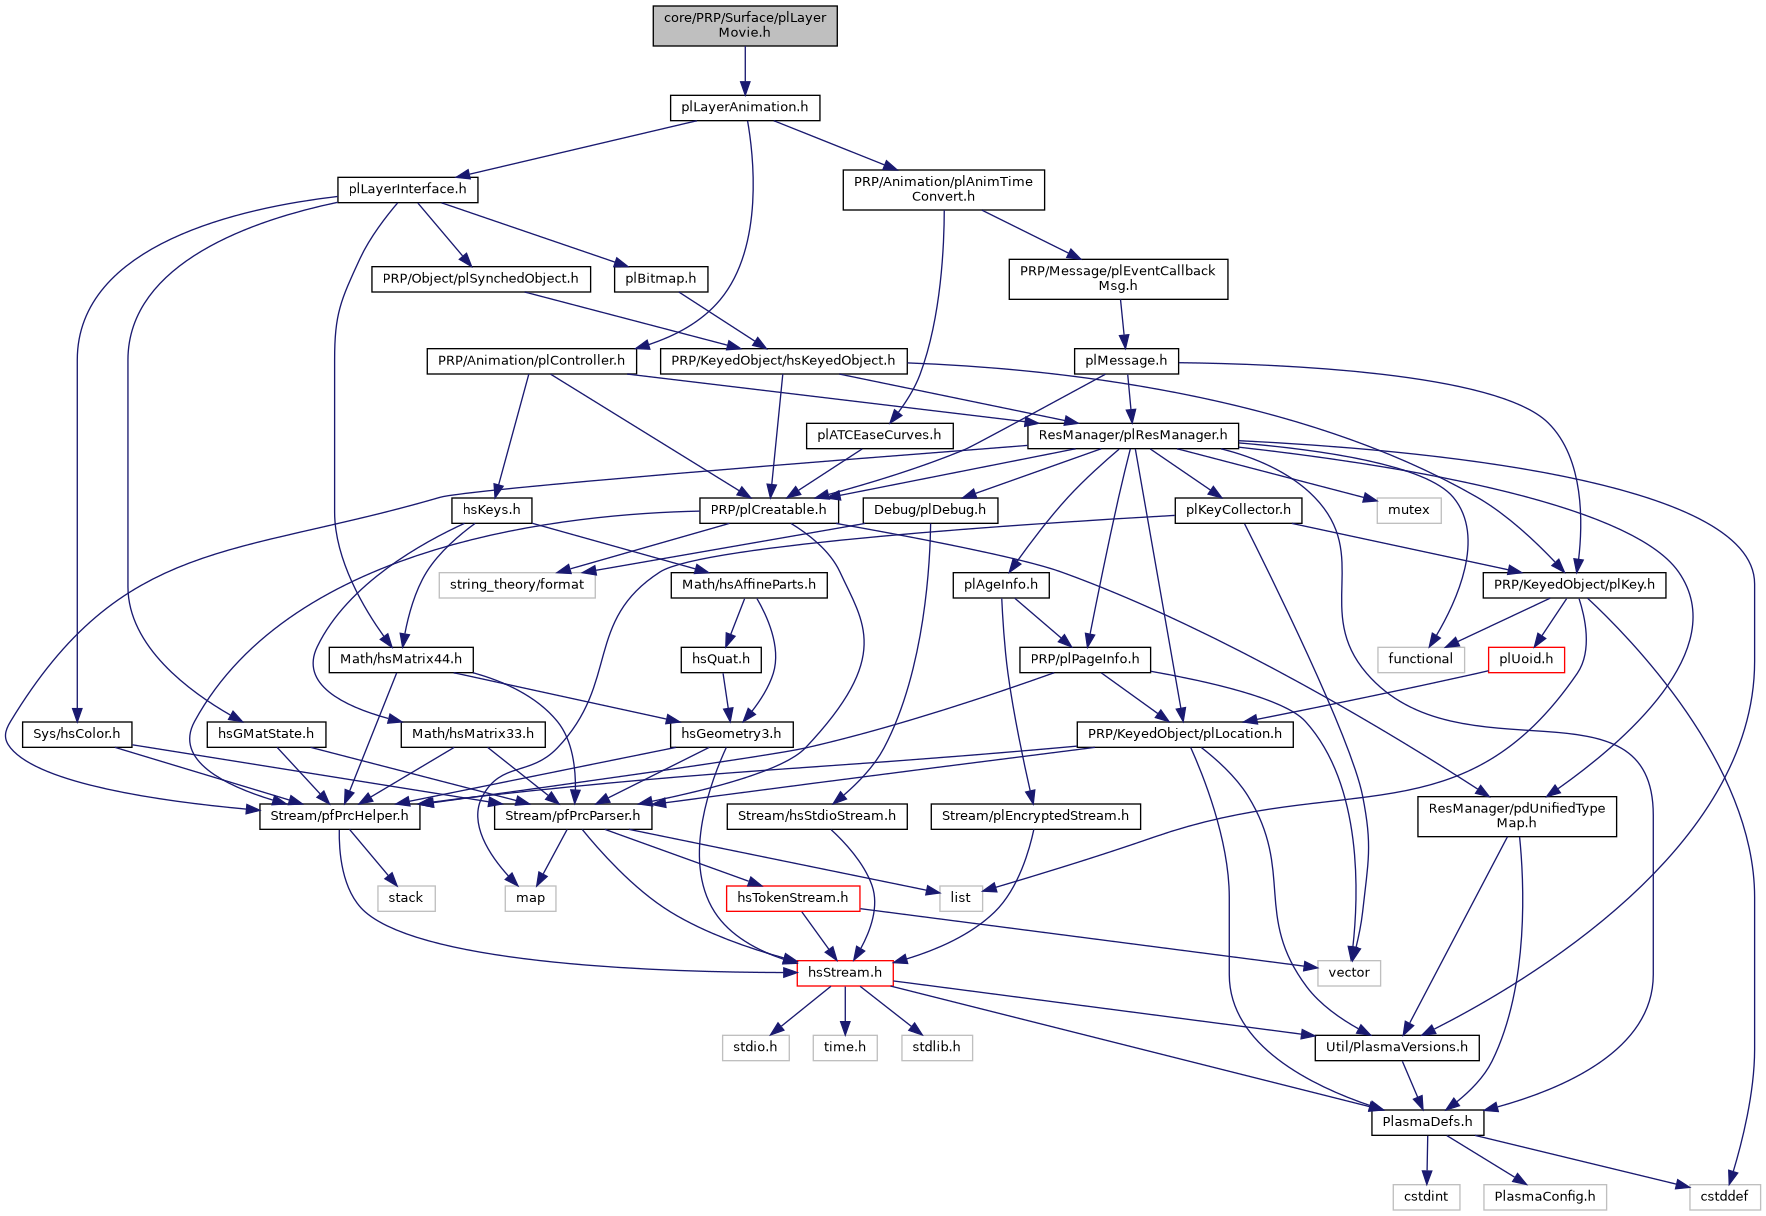 core/PRP/Surface/plLayer
Movie.h
plLayerAnimation.h
plLayerInterface.h
PRP/Animation/plAnimTime
Convert.h
PRP/Object/plSynchedObject.h
plBitmap.h
PRP/Message/plEventCallback
Msg.h
PRP/Animation/plController.h
PRP/KeyedObject/hsKeyedObject.h
plMessage.h
plATCEaseCurves.h
ResManager/plResManager.h
hsKeys.h
PRP/plCreatable.h
Debug/plDebug.h
plKeyCollector.h
mutex
string_theory/format
Math/hsAffineParts.h
plAgeInfo.h
PRP/KeyedObject/plKey.h
Math/hsMatrix44.h
hsQuat.h
PRP/plPageInfo.h
functional
plUoid.h
Sys/hsColor.h
hsGMatState.h
Math/hsMatrix33.h
hsGeometry3.h
PRP/KeyedObject/plLocation.h
Stream/pfPrcHelper.h
Stream/pfPrcParser.h
Stream/hsStdioStream.h
Stream/plEncryptedStream.h
ResManager/pdUnifiedType
Map.h
stack
map
hsTokenStream.h
list
hsStream.h
vector
stdio.h
time.h
stdlib.h
Util/PlasmaVersions.h
PlasmaDefs.h
cstdint
PlasmaConfig.h
cstddef